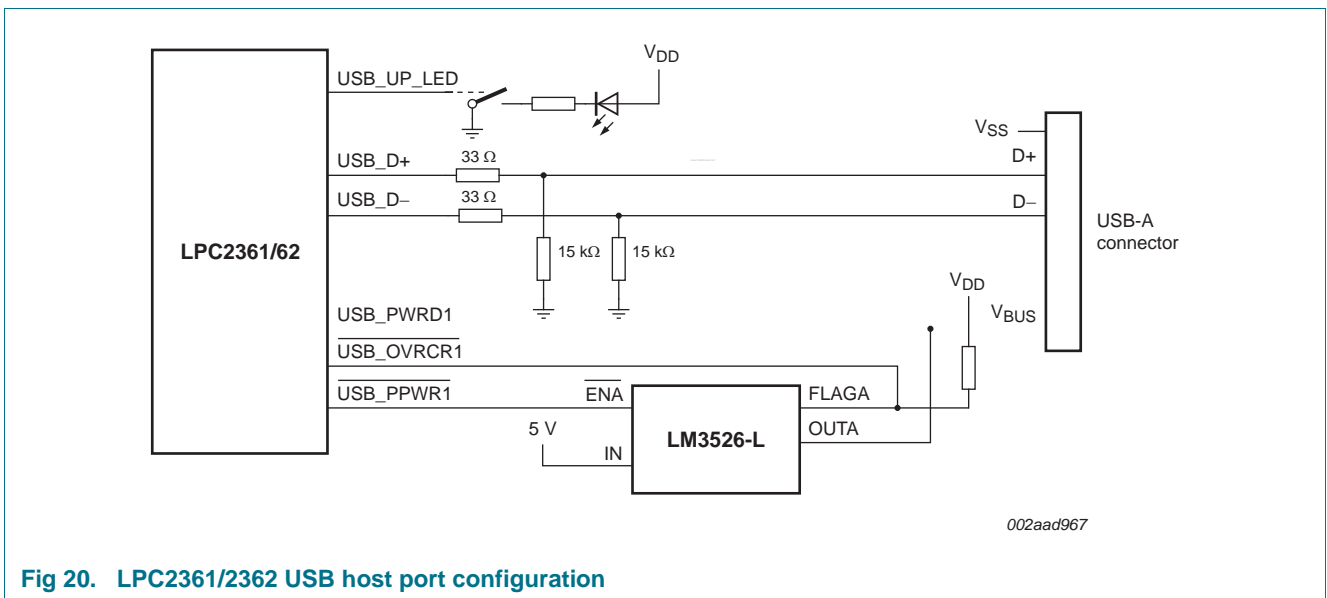 USB_UP_LED
VDD
VSS
USB_D+
33 Ω
D+
USB_D−
33 Ω
D−
LPC2361/62
15 kΩ
15 kΩ
USB-A
connector
VDD
VBUS
USB_PWRD1
USB_OVRCR1
USB_PPWR1
ENA
FLAGA
5 V
IN
LM3526-L
OUTA
002aad967
Fig 20. LPC2361/2362 USB host port configuration